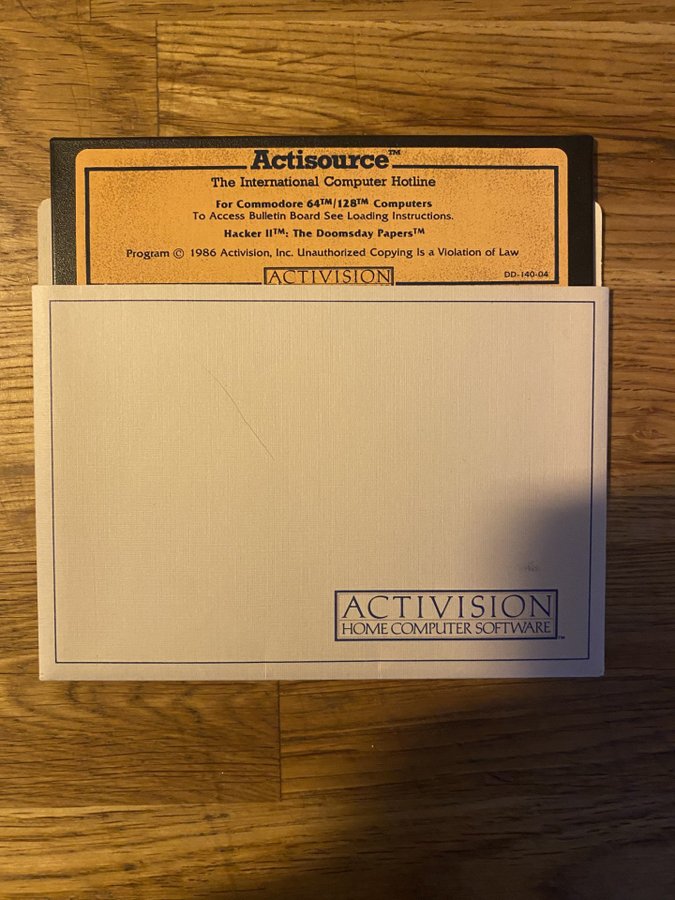 Actisource™
The International Computer Hotline
For Commodore 64™/128™ Computers
To Access Bulletin Board See Loading Instructions.
Hacker II™: The Doomsday Papers™
Program © 1986 Activision, Inc. Unauthorized Copying Is a Violation of Law
ACTIVISION
DD-140-04
ACTIVISION
HOME COMPUTER SOFTWARE™